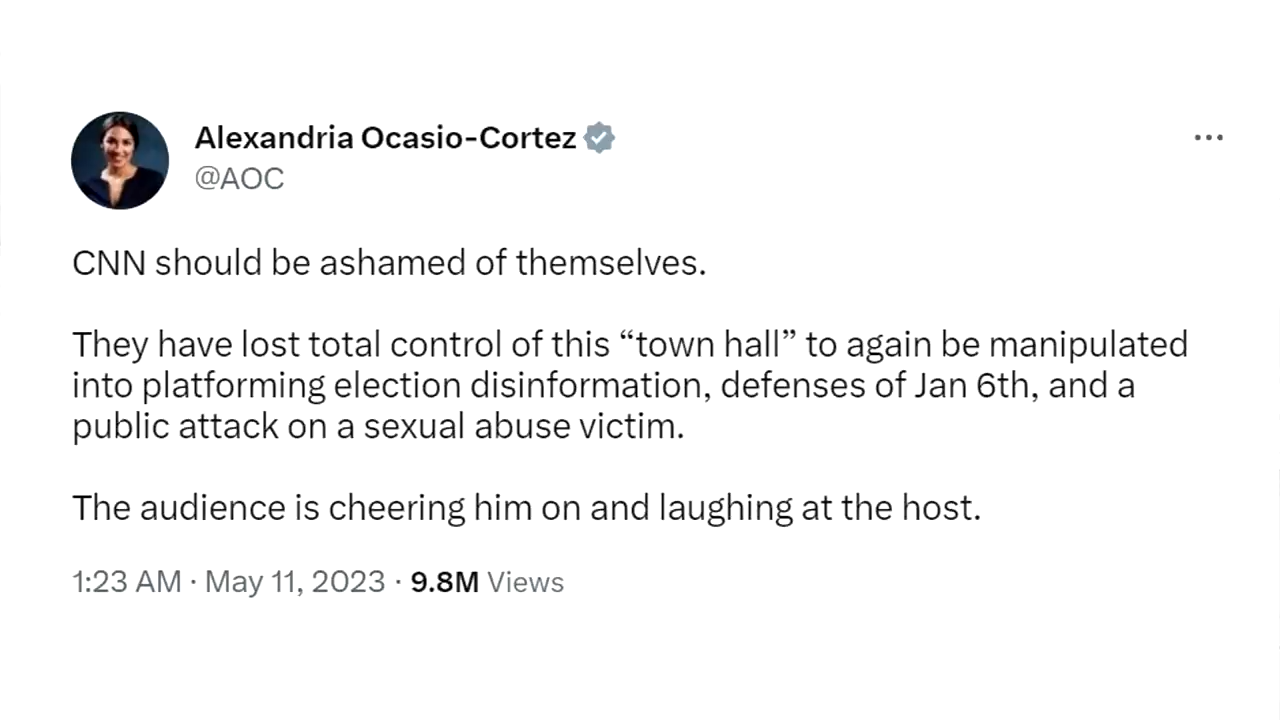 Alexandria Ocasio-Cortez
@AOC
CNN should be ashamed of themselves.
They have lost total control of this “town hall” to again be manipulated
into platforming election disinformation, defenses of Jan 6th, and a
public attack on a sexual abuse victim.
The audience is cheering him on and laughing at the host.
1:23 AM · May 11, 2023 · 9.8M Views